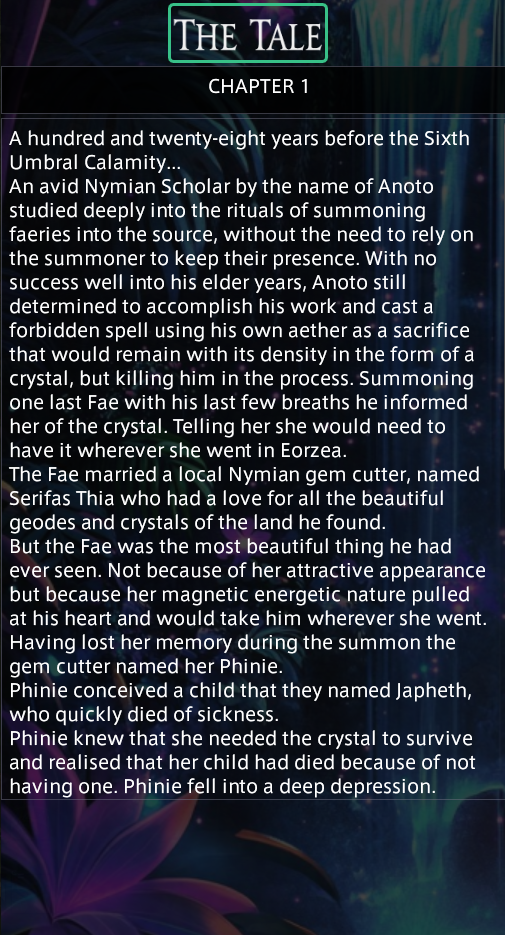 THE TALE
CHAPTER 1
A hundred and twenty-eight years before the Sixth
Umbral Calamity...
An avid Nymian Scholar by the name of Anoto
studied deeply into the rituals of summoning
faeries into the source, without the need to rely on
the summoner to keep their presence. With no
success well into his elder years, Anoto still
determined to accomplish his work and cast a
forbidden spell using his own aether as a sacrifice
that would remain with its density in the form of a
crystal, but killing him in the process. Summoning
one last Fae with his last few breaths he informed
her of the crystal. Telling her she would need to
have it wherever she went in Eorzea.
The Fae married a local Nymian gem cutter, named
Serifas Thia who had a love for all the beautiful
geodes and crystals of the land he found.
But the Fae was the most beautiful thing he had
ever seen. Not because of her attractive appearance
but because her magnetic energetic nature pulled
at his heart and would take him wherever she went.
Having lost her memory during the summon the
gem cutter named her Phinie.
Phinie conceived a child that they named Japheth,
who quickly died of sickness.
Phinie knew that she needed the crystal to survive
and realised that her child had died because of not
having one. Phinie fell into a deep depression.